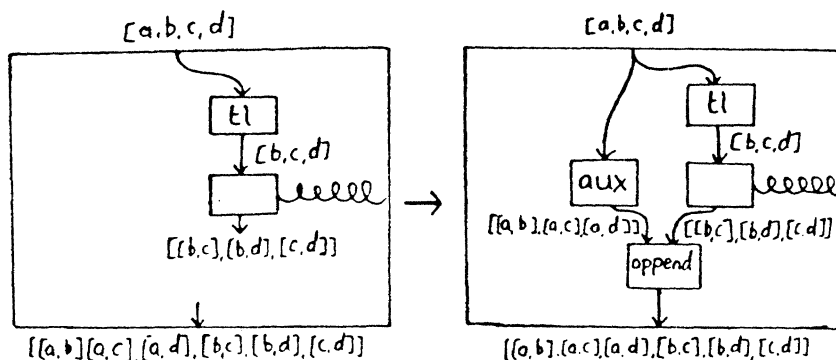 [a,b,c,d]
tl
[b,c,d]
[[b,c],[b,d],[c,d]]
[[a,b][a,c],[a,d],[b,c],[b,d],[c,d]]
[a,b,c,d]
tl
[b,c,d]
aux
[[a,b],[a,c][a,d]]
[[b,c],[b,d],[c,d]]
append
[[a,b],[a,c][a,d],[b,c],[b,d],[c,d]]